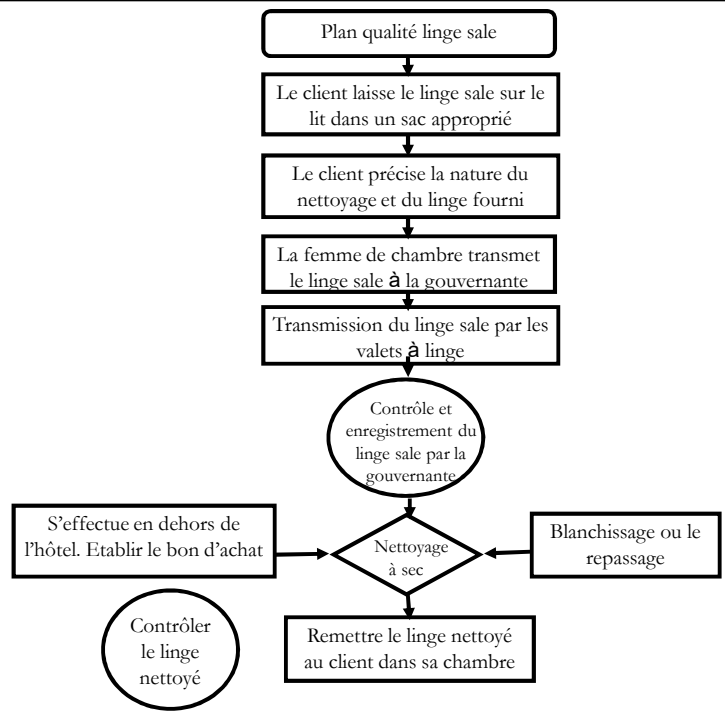 Plan qualité linge sale
Le client laisse le linge sale sur le
lit dans un sac approprié
Le client précise la nature du
nettoyage et du linge fourni
La femme de chambre transmet
le linge sale à la gouvernante
Transmission du linge sale par les
valets à linge
Contrôle et
enregistrement du
linge sale par la
gouvernante
S’effectue en dehors de
l’hôtel. Etablir le bon d’achat
Nettoyage
à sec
Blanchissage ou le
repassage
Contrôler
le linge
nettoyé
Remettre le linge nettoyé
au client dans sa chambre